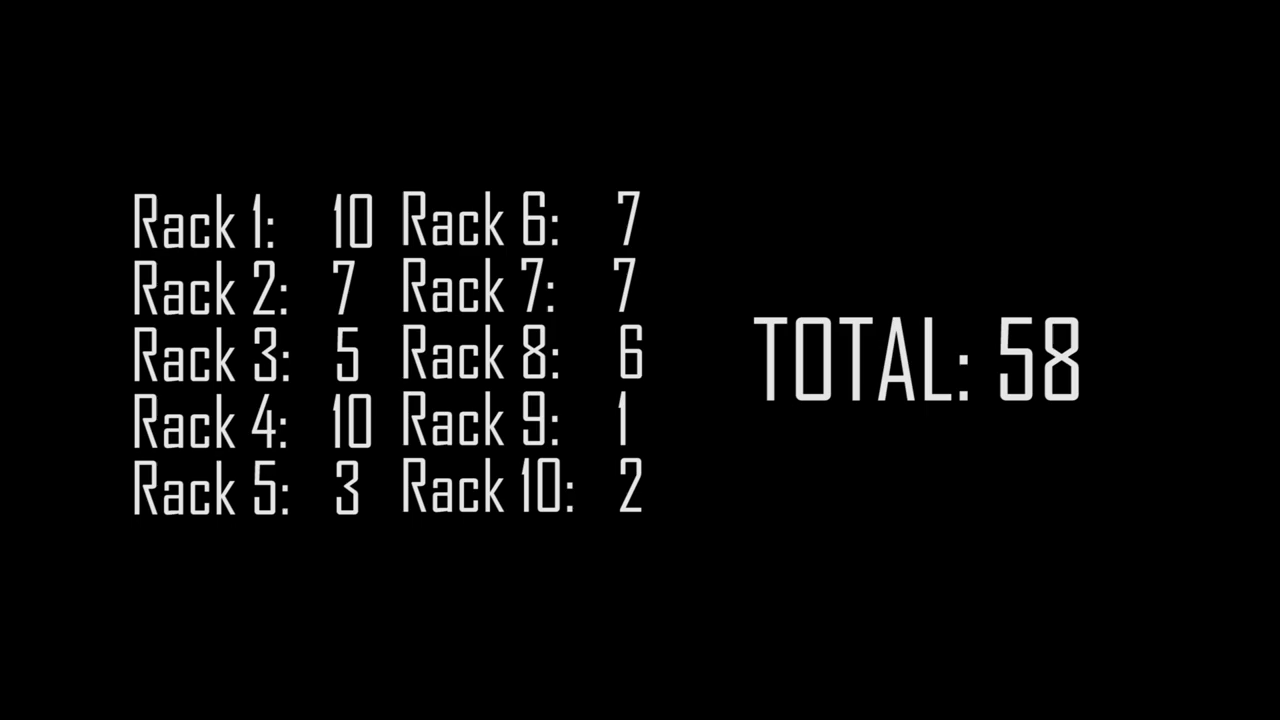 Rack 1: 10
Rack 2: 7
Rack 3: 5
Rack 4: 10
Rack 5: 3
Rack 6: 7
Rack 7: 7
Rack 8: 6
Rack 9: 1
Rack 10: 2
TOTAL: 58